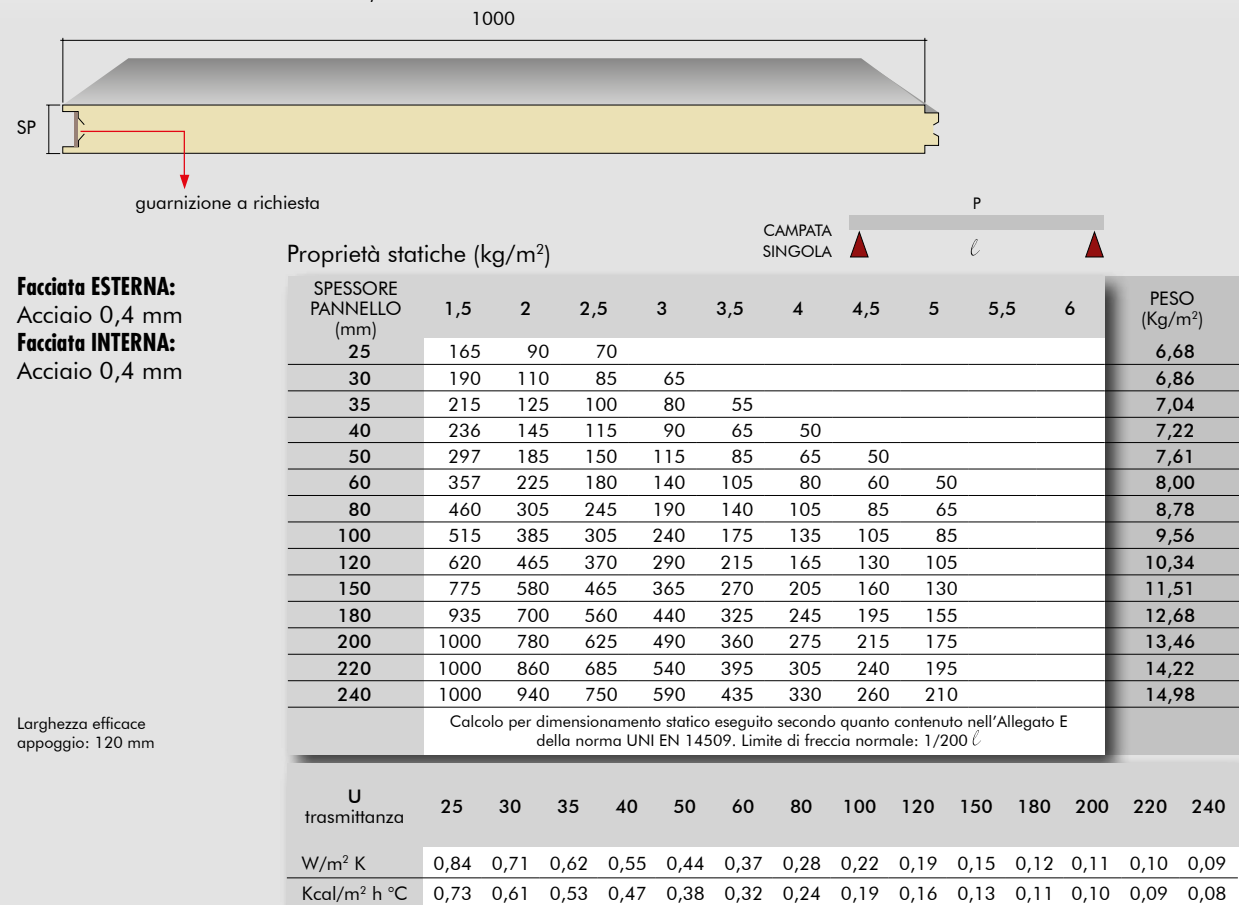 1000
SP
guarnizione a richiesta
P
CAMPATA
SINGOLA
ℓ
Proprietà statiche (kg/m²)
Facciata ESTERNA:
Acciaio 0,4 mm
Facciata INTERNA:
Acciaio 0,4 mm
SPESSORE
PANNELLO
(mm)
1,5 2 2,5 3 3,5 4 4,5 5 5,5 6
PESO
(Kg/m²)
25 165 90 70 6,68
30 190 110 85 65 6,86
35 215 125 100 80 55 7,04
40 236 145 115 90 65 50 7,22
50 297 185 150 115 85 65 50 7,61
60 357 225 180 140 105 80 60 50 8,00
80 460 305 245 190 140 105 85 65 8,78
100 515 385 305 240 175 135 105 85 9,56
120 620 465 370 290 215 165 130 105 10,34
150 775 580 465 365 270 205 160 130 11,51
180 935 700 560 440 325 245 195 155 12,68
200 1000 780 625 490 360 275 215 175 13,46
220 1000 860 685 540 395 305 240 195 14,22
240 1000 940 750 590 435 330 260 210 14,98
Larghezza efficace
appoggio: 120 mm
Calcolo per dimensionamento statico eseguito secondo quanto contenuto nell'Allegato E
della norma UNI EN 14509. Limite di freccia normale: 1/200 ℓ
U
trasmittanza
25 30 35 40 50 60 80 100 120 150 180 200 220 240
W/m² K 0,84 0,71 0,62 0,55 0,44 0,37 0,28 0,22 0,19 0,15 0,12 0,11 0,10 0,09
Kcal/m² h °C 0,73 0,61 0,53 0,47 0,38 0,32 0,24 0,19 0,16 0,13 0,11 0,10 0,09 0,08